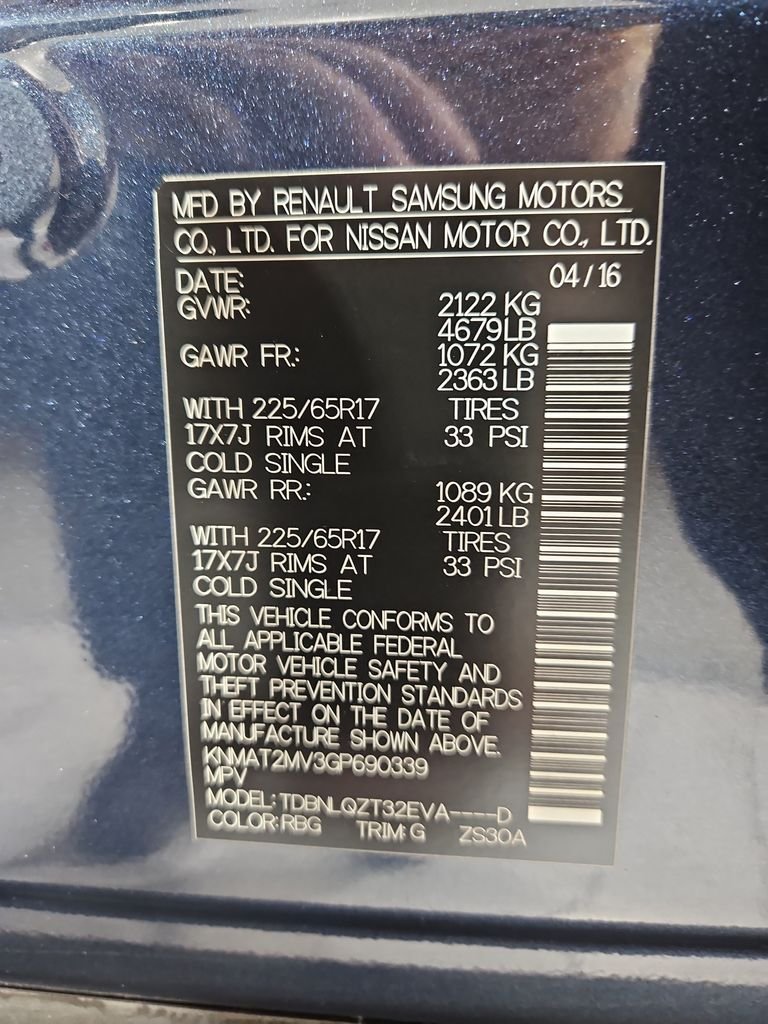 MFD BY RENAULT SAMSUNG MOTORS
CO., LTD. FOR NISSAN MOTOR CO., LTD.
DATE: 04/16
GVWR: 2122 KG
4679 LB
GAWR FR.: 1072 KG
2363 LB
WITH 225/65R17 TIRES
17X7J RIMS AT 33 PSI
COLD SINGLE
GAWR RR.: 1089 KG
2401 LB
WITH 225/65R17 TIRES
17X7J RIMS AT 33 PSI
COLD SINGLE
THIS VEHICLE CONFORMS TO
ALL APPLICABLE FEDERAL
MOTOR VEHICLE SAFETY AND
THEFT PREVENTION STANDARDS
IN EFFECT ON THE DATE OF
MANUFACTURE SHOWN ABOVE.
KNMAT2MV3GP690339
MPV
MODEL: TDBNLQZT32EVA----D
COLOR: RBG TRIM: G ZS30A